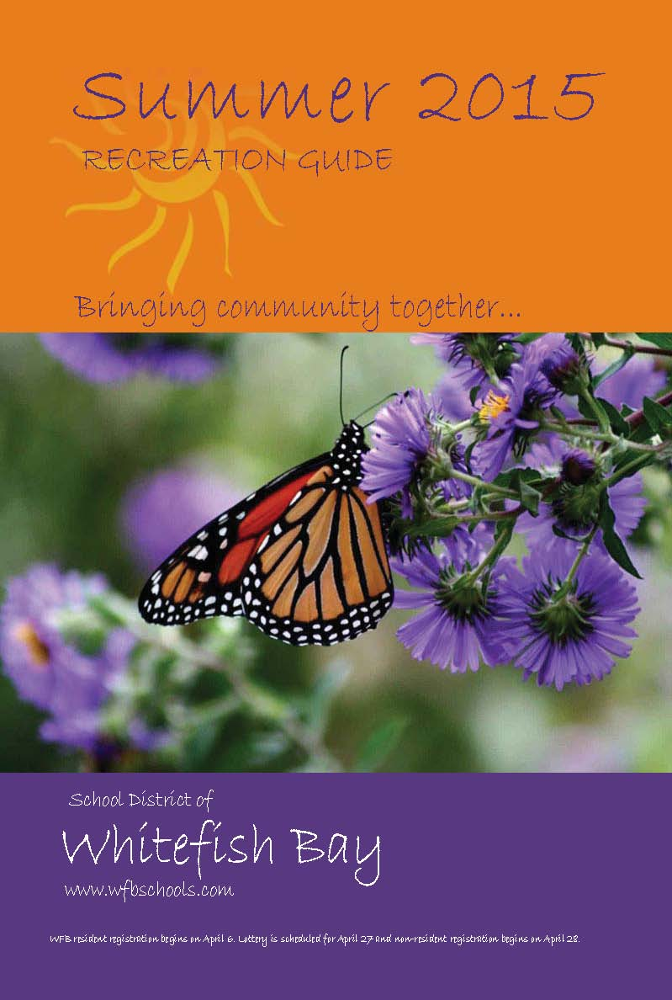 Summer 2015
RECREATION GUIDE
Bringing community together...
School District of
Whitefish Bay
www.wfbschools.com
WFB resident registration begins on April 6. Lottery is scheduled for April 27 and non-resident registration begins on April 28.